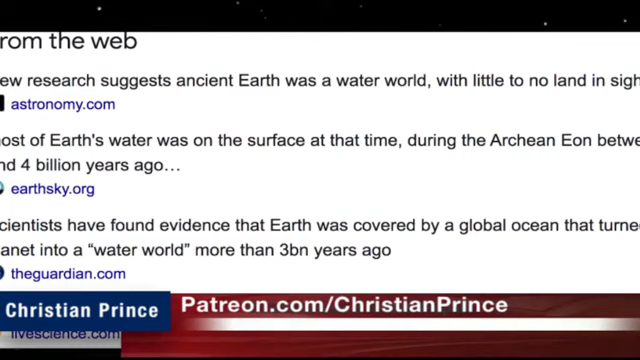 rom the web
ew research suggests ancient Earth was a water world, with little to no land in sigh
astronomy.com
ost of Earth's water was on the surface at that time, during the Archean Eon betwe
nd 4 billion years ago…
earthsky.org
cientists have found evidence that Earth was covered by a global ocean that turne
lanet into a “water world” more than 3bn years ago
theguardian.com
Christian Prince
Patreon.com/ChristianPrince
livescience.com